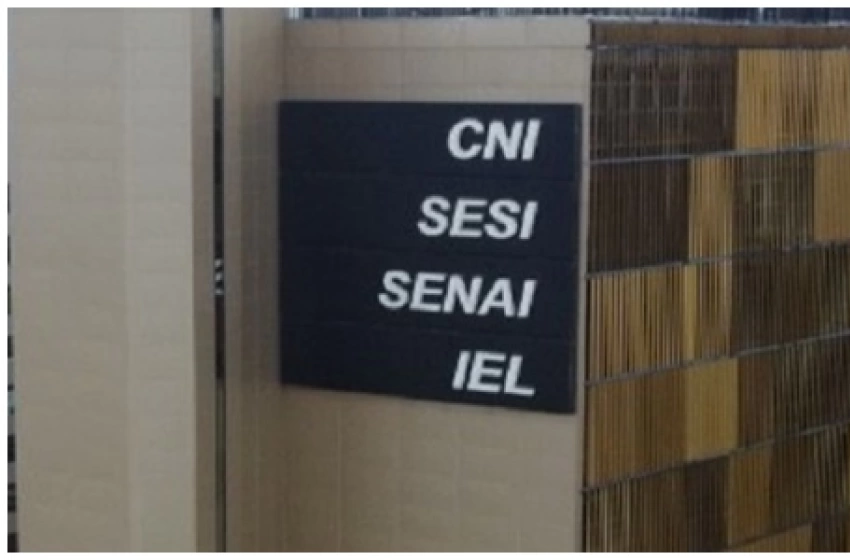 CNI
SESI
SENAI
IEL